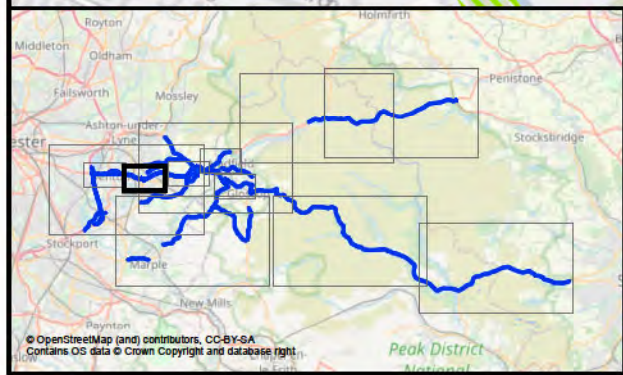 Holmfirth
Royton
Middleton
Oldham
Failsworth
Mossley
Penistone
Ashton-under-
Lyne
Stocksbridge
Stockport
Marple
New Mills
Poynton
© OpenStreetMap (and) contributors, CC-BY-SA
Contains OS data © Crown Copyright and database right
Peak District
National